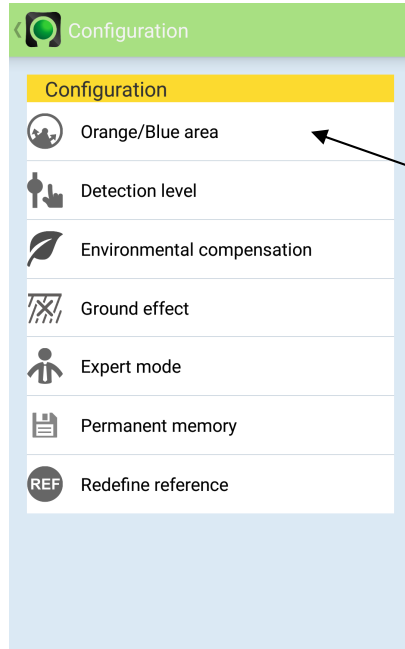 Configuration
Configuration
Orange/Blue area
Detection level
Environmental compensation
Ground effect
Expert mode
Permanent memory
REF Redefine reference